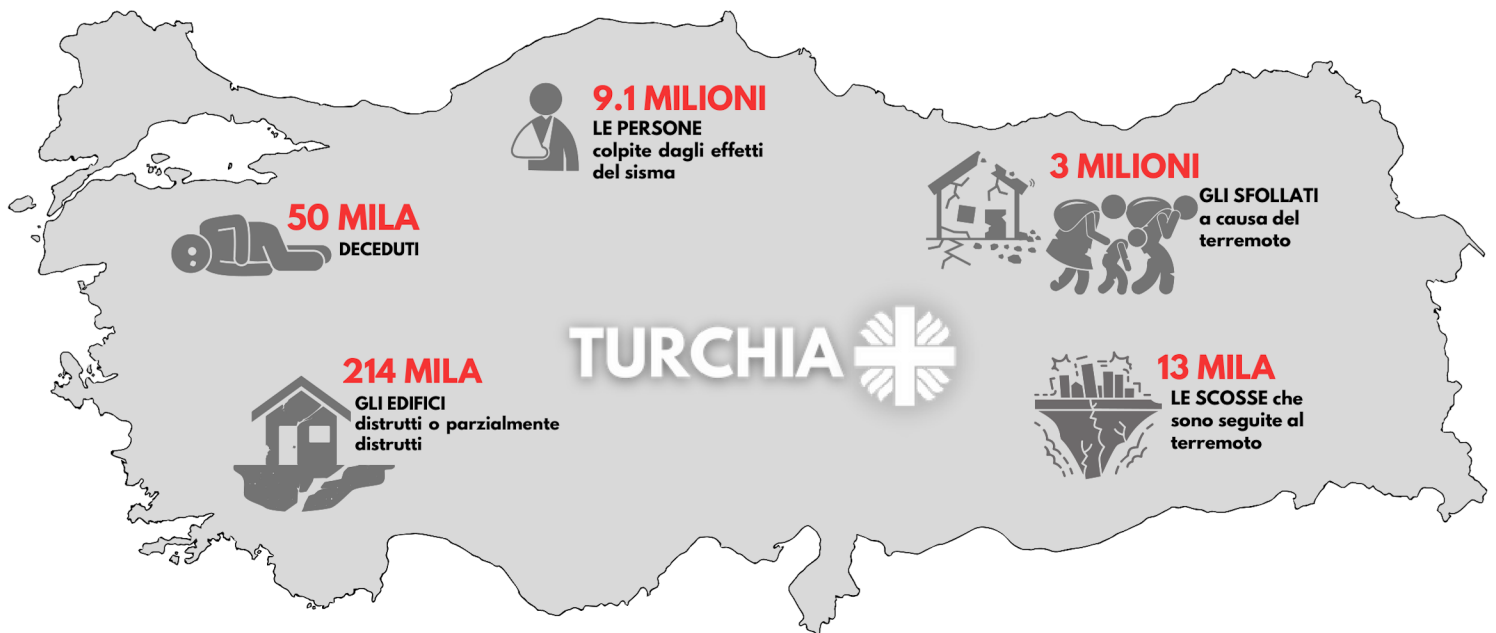 9.1 MILIONI
LE PERSONE
colpite dagli effetti
del sisma
3 MILIONI
GLI SFOLLATI
a causa del
terremoto
50 MILA
DECEDUTI
TURCHIA
214 MILA
GLI EDIFICI
distrutti o parzialmente
distrutti
13 MILA
LE SCOSSE che
sono seguite al
terremoto